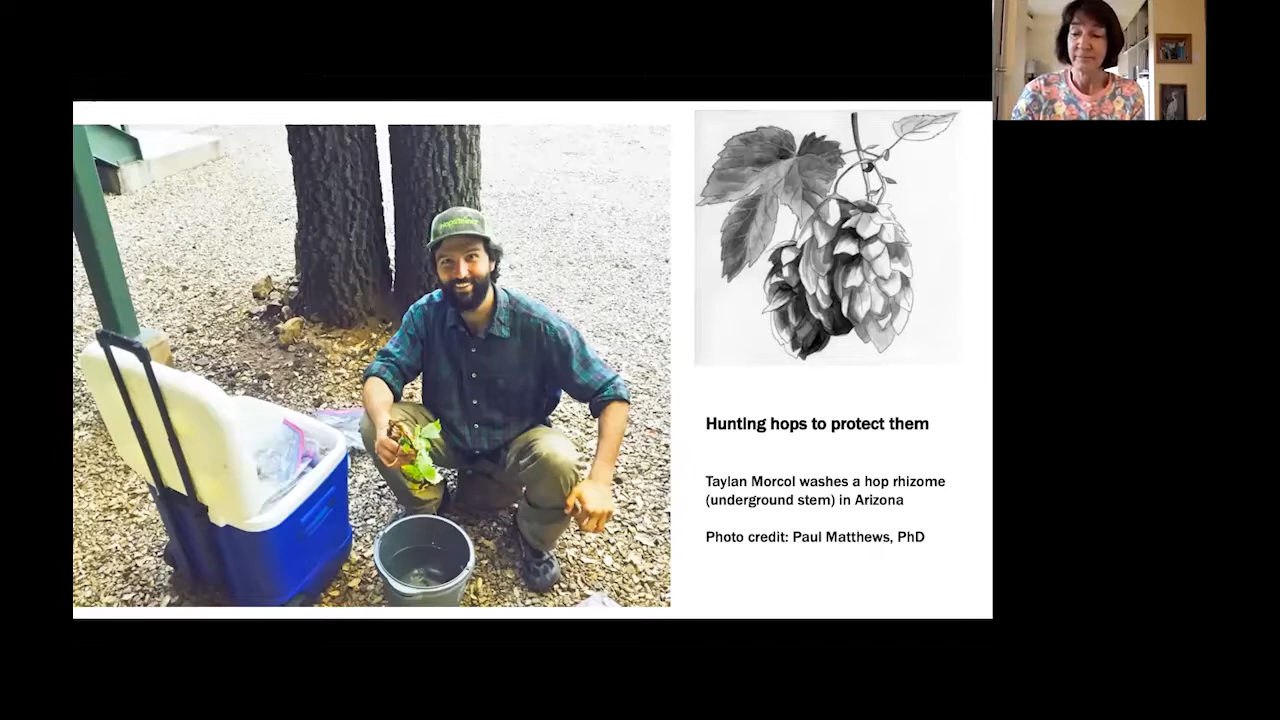 Hopsteiner
Hunting hops to protect them
Taylan Morcol washes a hop rhizome
(underground stem) in Arizona
Photo credit: Paul Matthews, PhD